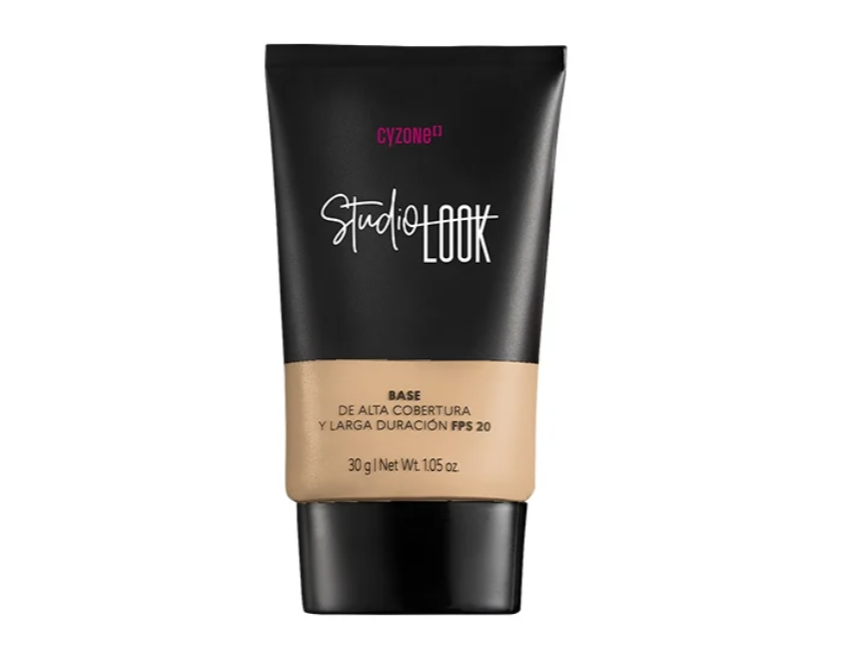 cyzone[]
Studio LOOK
BASE
DE ALTA COBERTURA
Y LARGA DURACIÓN FPS 20
30 g | Net Wt. 1.05 oz.